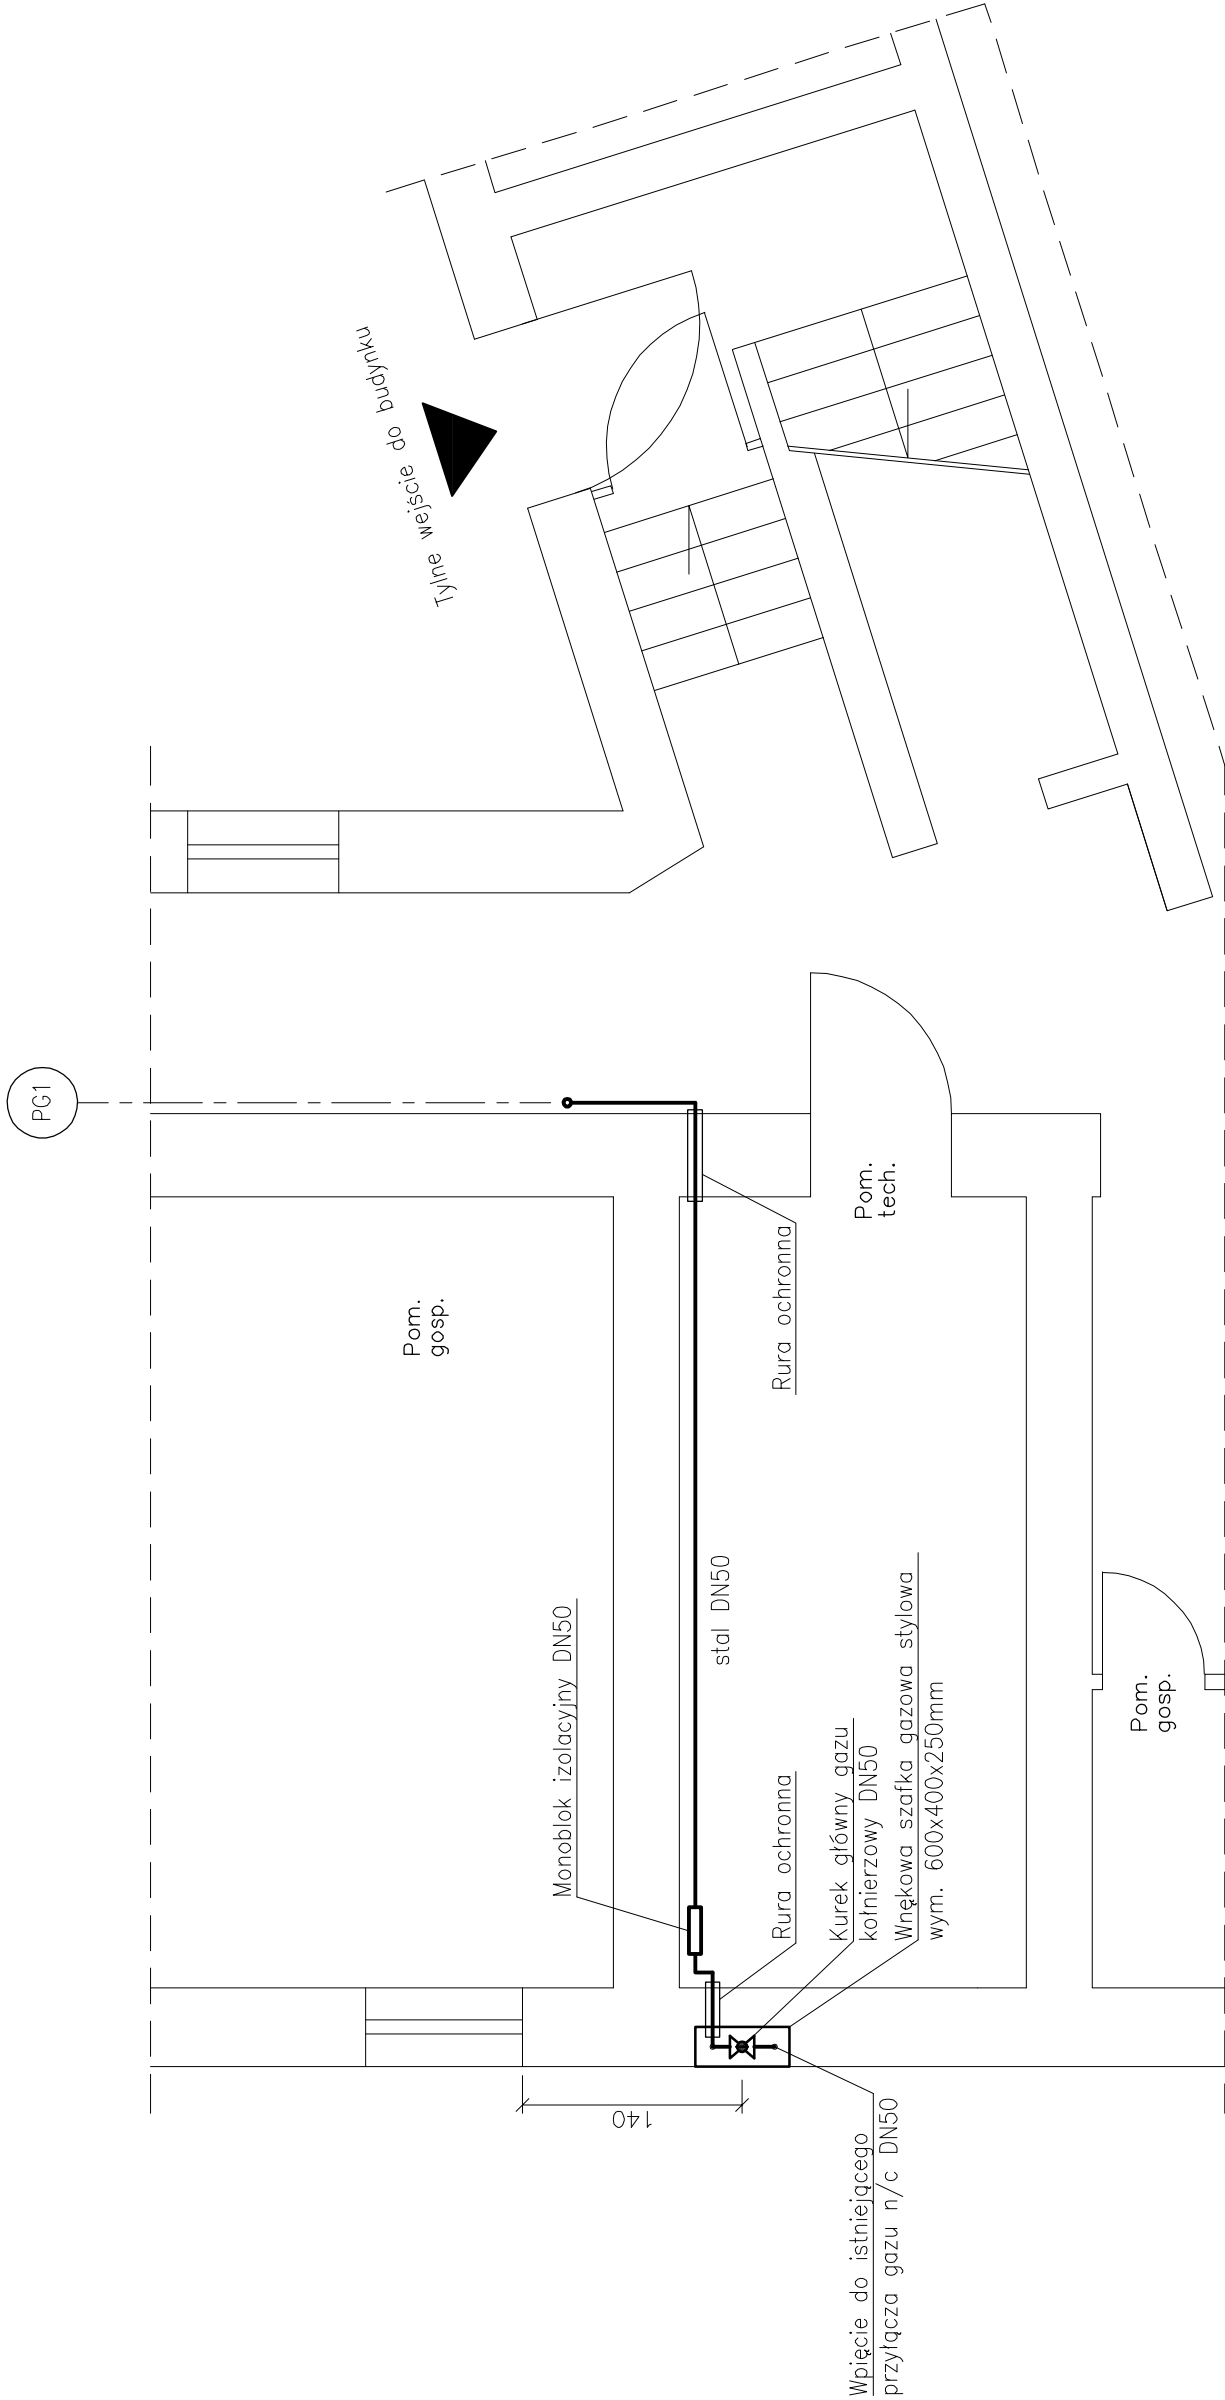 PG1
Tylne wejście do budynku
Pom.
gosp.
Pom.
tech.
Rura ochronna
Monoblok izolacyjny DN50
stal DN50
Rura ochronna
Kurek główny gazu
kołnierzowy DN50
Wnękowa szafka gazowa stylowa
wym. 600x400x250mm
Pom.
gosp.
140
Wpięcie do istniejącego
przyłącza gazu n/c DN50